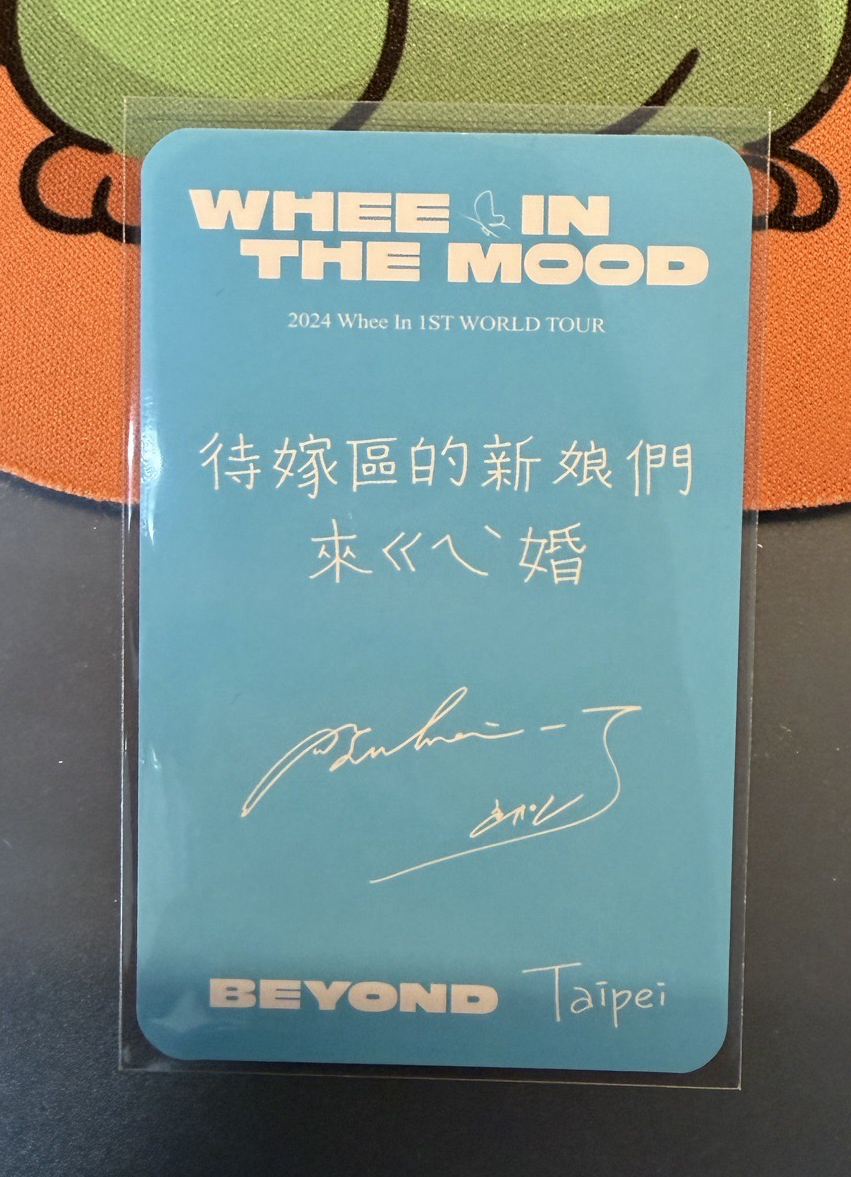 WHEE IN
THE MOOD
2024 Whee In 1ST WORLD TOUR
待嫁區的新娘們
來ㄍㄟˋ婚
BEYOND Taipei